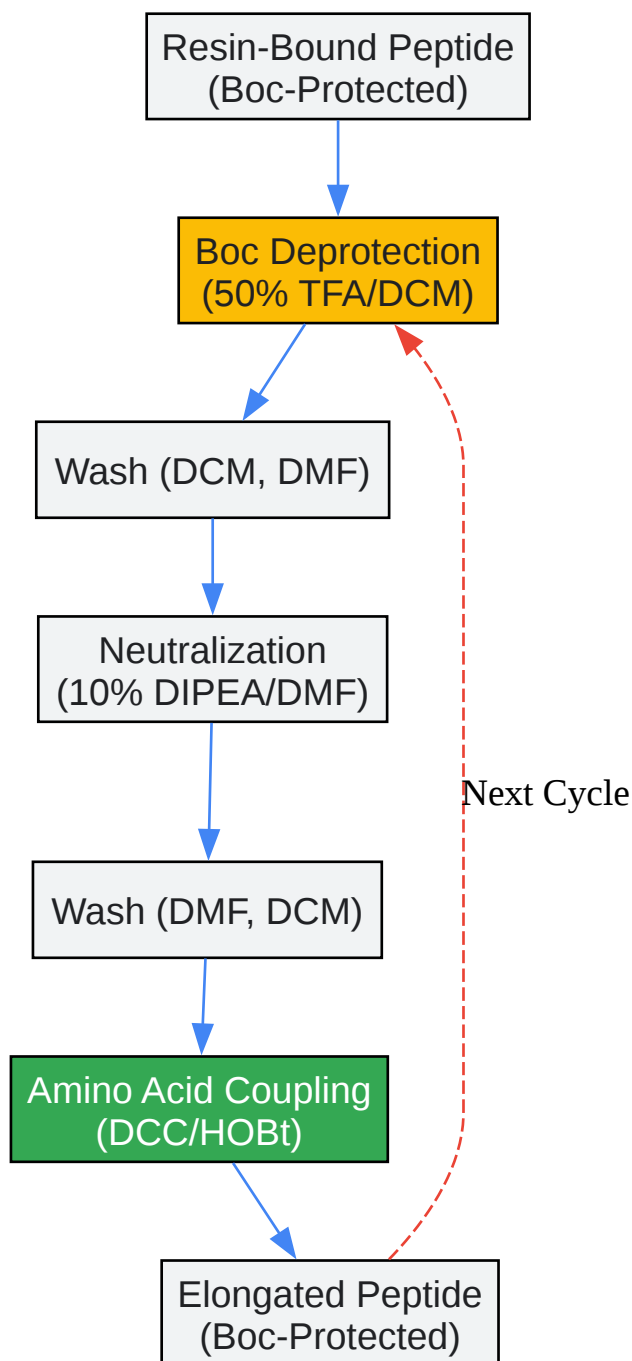 Resin-Bound Peptide
(Boc-Protected)
Boc Deprotection
(50% TFA/DCM)
Wash (DCM, DMF)
Neutralization
(10% DIPEA/DMF)
Next Cycle
Wash (DMF, DCM)
Amino Acid Coupling
(DCC/HOBt)
Elongated Peptide
(Boc-Protected)